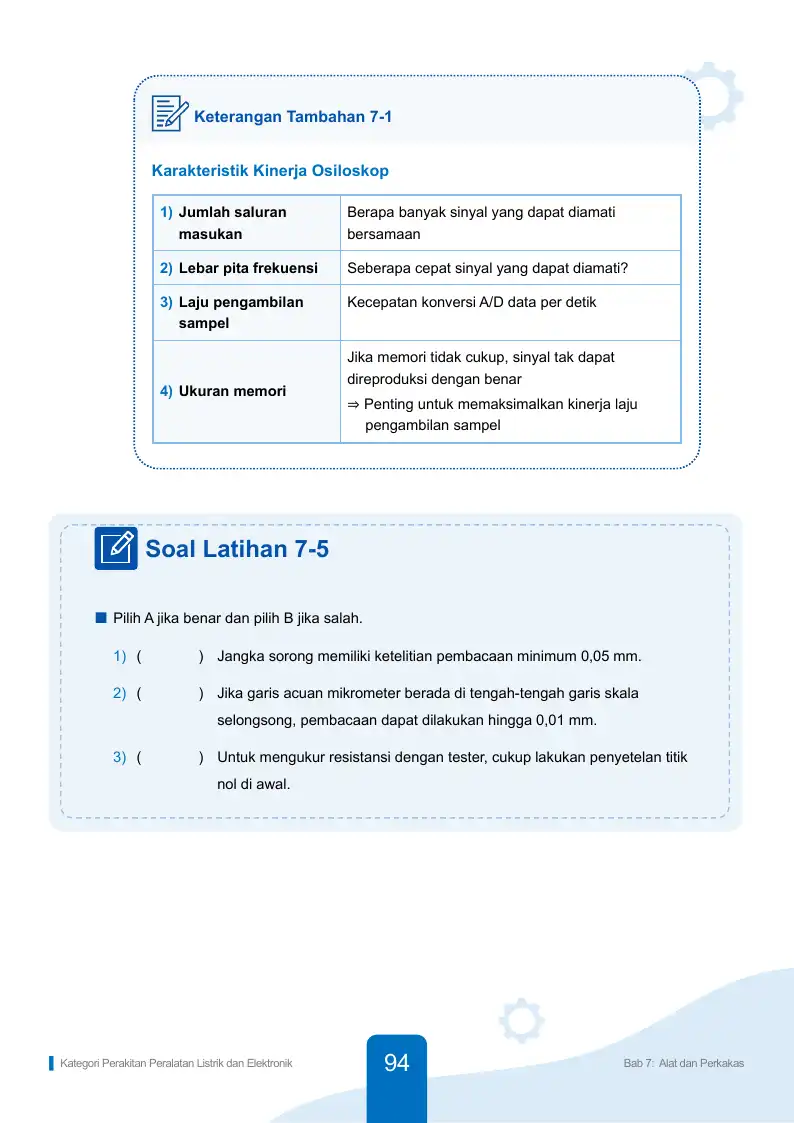 Keterangan Tambahan 7-1
Karakteristik Kinerja Osiloskop
1) Jumlah saluran masukan
Berapa banyak sinyal yang dapat diamati bersamaan
2) Lebar pita frekuensi
Seberapa cepat sinyal yang dapat diamati?
3) Laju pengambilan sampel
Kecepatan konversi A/D data per detik
4) Ukuran memori
Jika memori tidak cukup, sinyal tak dapat
direproduksi dengan benar
⇒ Penting untuk memaksimalkan kinerja laju
pengambilan sampel
Soal Latihan 7-5
■ Pilih A jika benar dan pilih B jika salah.
1) ( ) Jangka sorong memiliki ketelitian pembacaan minimum 0,05 mm.
2) ( ) Jika garis acuan mikrometer berada di tengah-tengah garis skala
selongsong, pembacaan dapat dilakukan hingga 0,01 mm.
3) ( ) Untuk mengukur resistansi dengan tester, cukup lakukan penyetelan titik
nol di awal.
Kategori Perakitan Peralatan Listrik dan Elektronik
94
Bab 7: Alat dan Perkakas